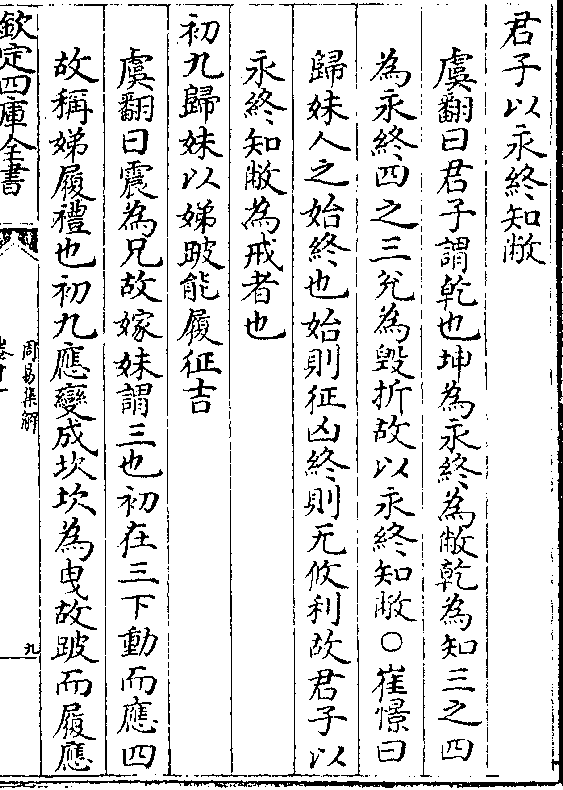 君子以永終知敝
虞翻曰君子謂乾也坤為永終為敝乾為知三之四
為永終四之三兌為毀折故以永終知敝○崔憬曰
歸妹人之始終也始則征凶終則无攸利故君子以
永終知敝為戒者也
初九歸妹以娣跛能履征吉
虞翻曰震為兄故嫁妹謂三也初在三下動而應四
故稱娣履禮也初九應變成坎坎為曳故跛而履應
欽定四庫全書
周易集解
九